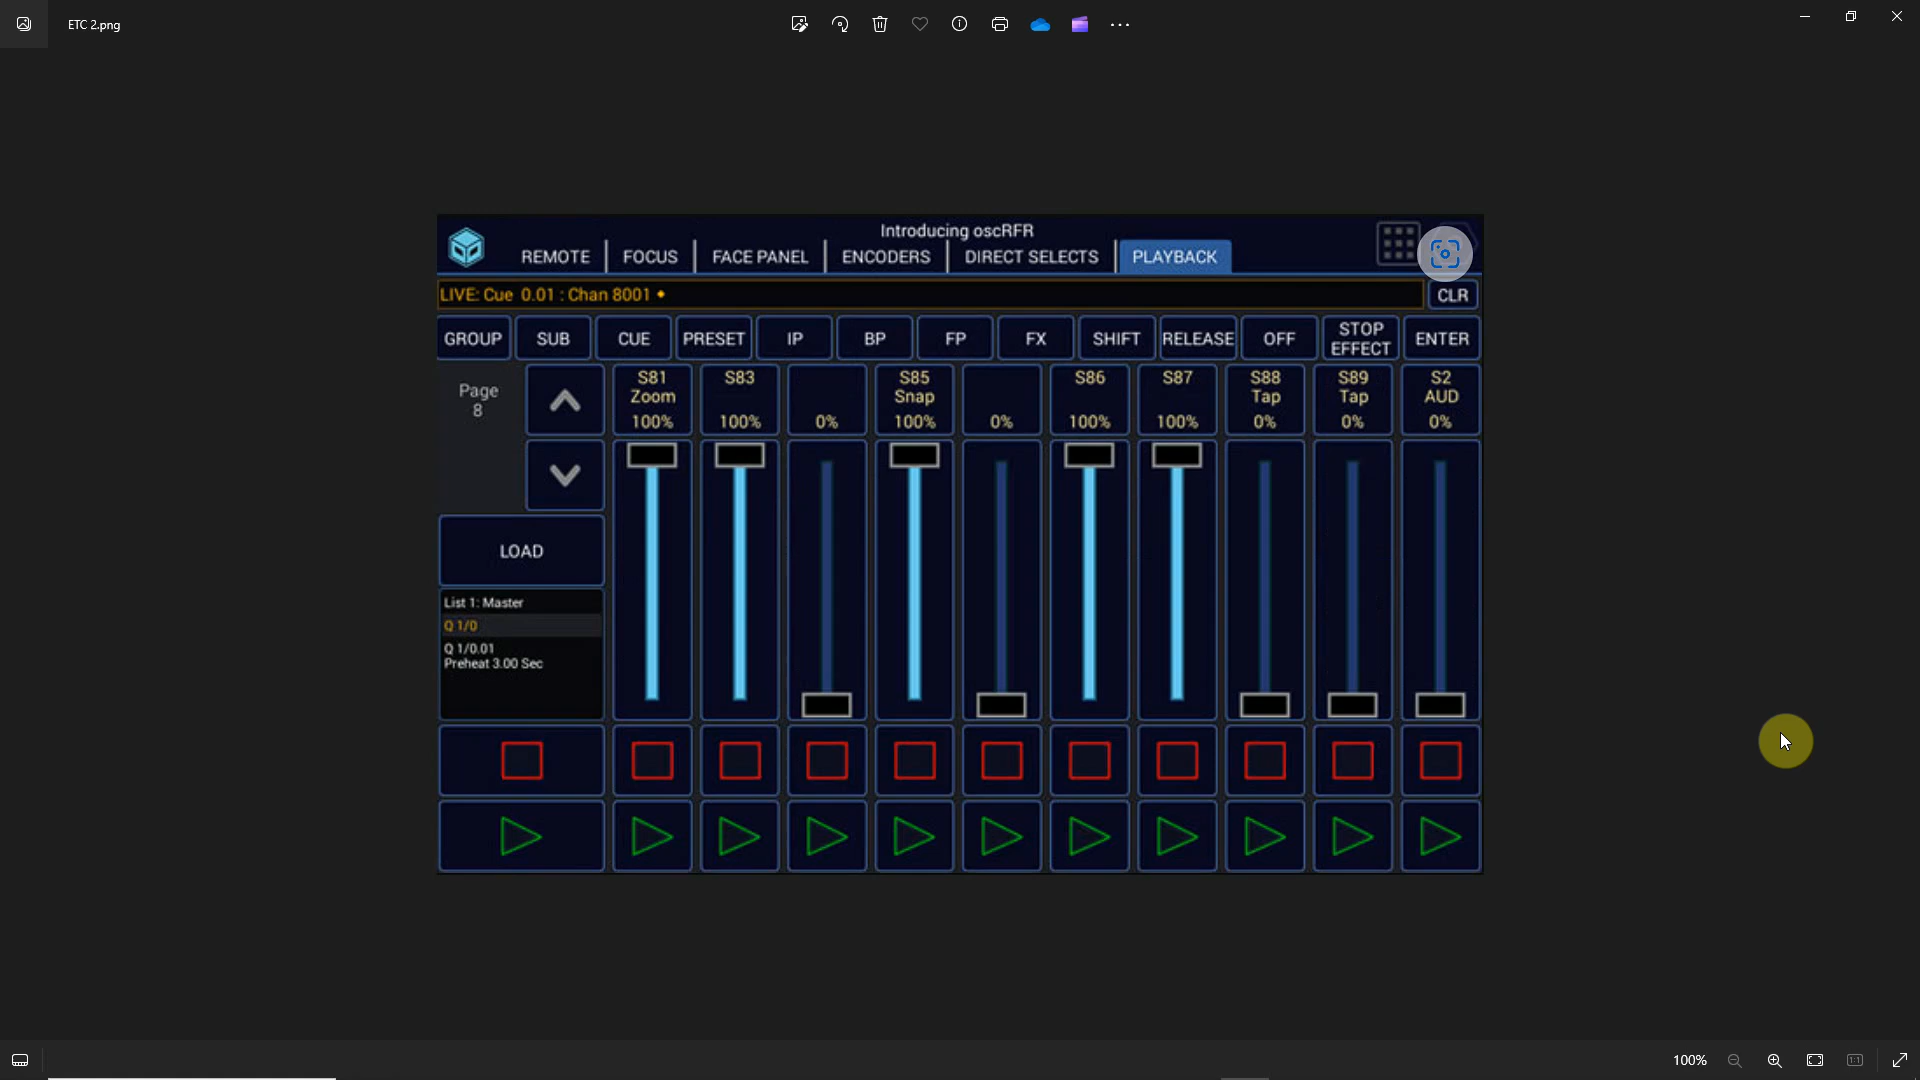 ETC 2.png
Introducing oscRFR
REMOTE FOCUS FACE PANEL ENCODERS DIRECT SELECTS PLAYBACK
LIVE: Cue 0.01 : Chan 8001 •
CLR
GROUP SUB CUE PRESET IP BP FP FX SHIFT RELEASE OFF STOP EFFECT ENTER
Page
8
S81
Zoom
100%
S83
100%
0%
S85
Snap
100%
0%
S86
100%
S87
100%
S88
Tap
0%
S89
Tap
0%
S2
AUD
0%
LOAD
List 1: Master
Q 1/0
Q 1/0.01
Preheat 3.00 Sec
100%
1:1